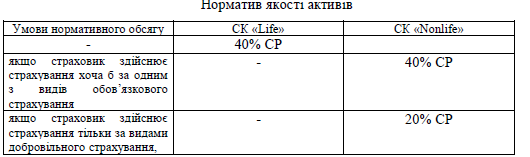 Норматив якості активів
Умови нормативного обсягу СК «Life» СК «Nonlife»
- 40% СР
якщо страховик здійснює - 40% СР
страхування хоча б за одним
з видів обов’язкового
страхування
якщо страховик здійснює - 20% СР
страхування тільки за видами
добровільного страхування,